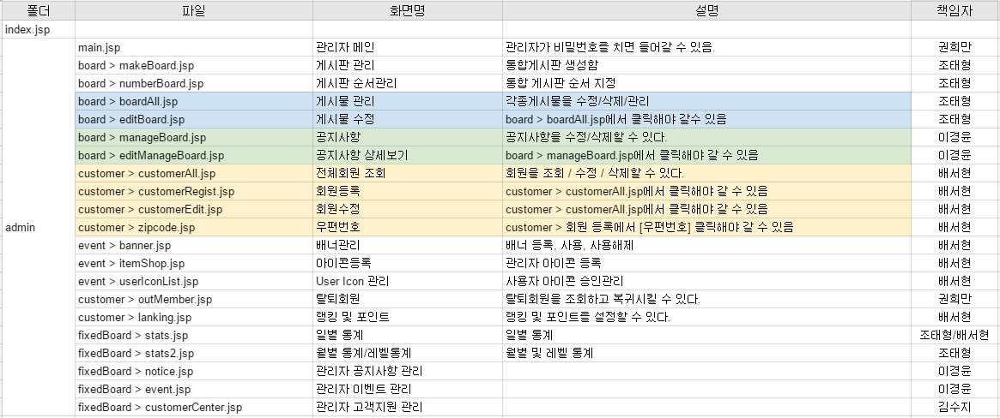 폴더 파일 화면명 설명 책임자
index.jsp
main.jsp 관리자 메인 관리자가 비밀번호를 치면 들어갈 수 있음. 권희만
board > makeBoard.jsp 게시판 관리 통합게시판 생성함 조태형
board > numberBoard.jsp 게시판 순서관리 통합 게시판 순서 지정 조태형
board > boardAll.jsp 게시물 관리 각종게시물을 수정/삭제/관리 조태형
board > editBoard.jsp 게시물 수정 board > boardAll.jsp에서 클릭해야 갈수 있음 조태형
board > manageBoard.jsp 공지사항 공지사항을 수정/삭제할 수 있다. 이경윤
board > editManageBoard.jsp 공지사항 상세보기 board > manageBoard.jsp에서 클릭해야 갈 수 있음 이경윤
customer > customerAll.jsp 전체회원 조회 회원을 조회 / 수정 / 삭제할 수 있다. 배서현
customer > customerRegist.jsp 회원등록 customer > customerAll.jsp에서 클릭해야 갈 수 있음 배서현
customer > customerEdit.jsp 회원수정 customer > customerAll.jsp에서 클릭해야 갈 수 있음 배서현
admin customer > zipcode.jsp 우편번호 customer > 회원 등록에서 [우편번호] 클릭해야 갈 수 있음 배서현
event > banner.jsp 배너관리 배너 등록, 사용, 사용해제 배서현
event > itemShop.jsp 아이콘등록 관리자 아이콘 등록 배서현
event > userIconList.jsp User Icon 관리 사용자 아이콘 승인관리 배서현
customer > outMember.jsp 탈퇴회원 탈퇴회원을 조회하고 복귀시킬 수 있다. 권희만
customer > lanking.jsp 랭킹 및 포인트 랭킹 및 포인트를 설정할 수 있다. 배서현
fixedBoard > stats.jsp 일별 통계 일별 통계 조태형/배서현
fixedBoard > stats2.jsp 월별 통계/레벨통계 월별 및 레벨 통계 조태형
fixedBoard > notice.jsp 관리자 공지사항 관리 이경윤
fixedBoard > event.jsp 관리자 이벤트 관리 이경윤
fixedBoard > customerCenter.jsp 관리자 고객지원 관리 김수지